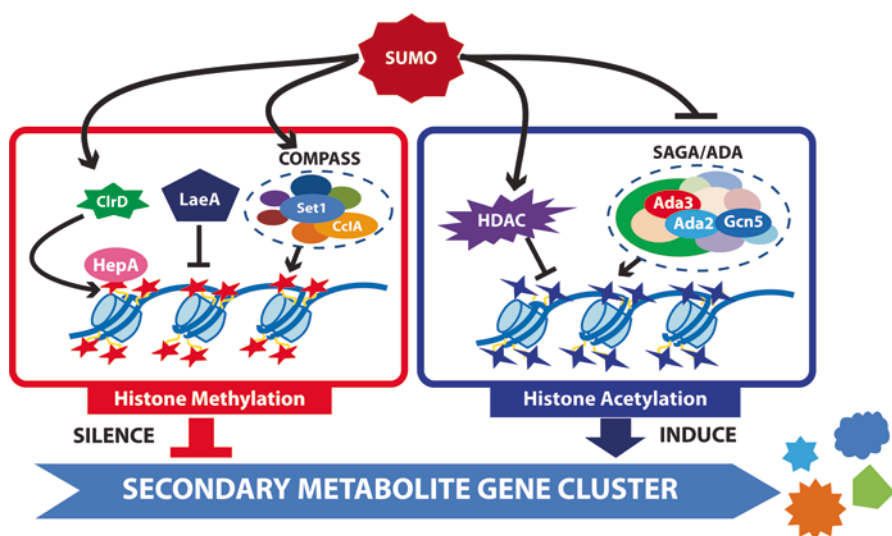 SUMO
COMPASS
SAGA/ADA
ClrD
LaeA
Set1
CclA
HDAC
Ada3
Ada2
Gcn5
HepA
Histone Methylation
Histone Acetylation
SILENCE
INDUCE
SECONDARY METABOLITE GENE CLUSTER